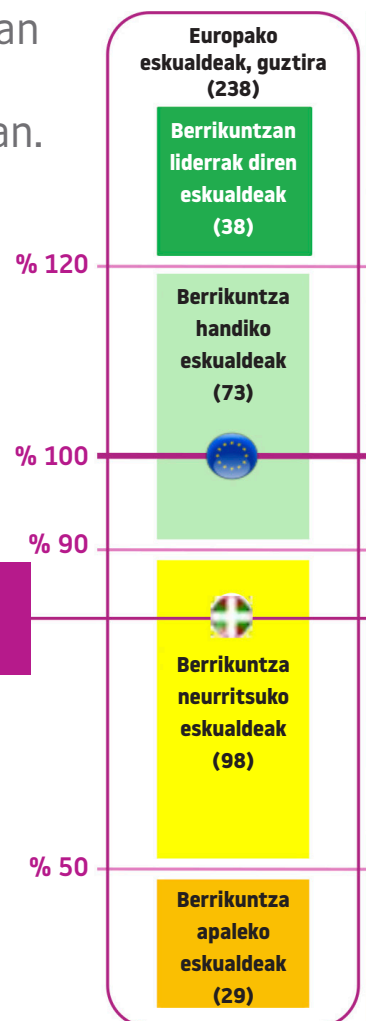 an
an.
Europako
eskualdeak, guztira
(238)
Berrikuntzan
liderrak diren
eskualdeak
(38)
% 120
Berrikuntza
handiko
eskualdeak
(73)
% 100
% 90
Berrikuntza
neurritsuko
eskualdeak
(98)
% 50
Berrikuntza
apaleko
eskualdeak
(29)